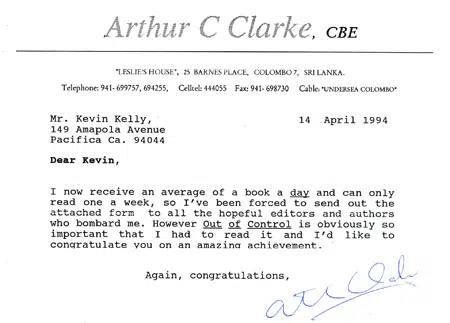 Arthur C Clarke, CBE
"LESLIE'S HOUSE", 25 BARNES PLACE, COLOMBO 7, SRI LANKA.
Telephone: 941- 699757, 694255, Celltel: 444055 Fax: 941- 698730 Cable: "UNDERSEA COLOMBO"
Mr. Kevin Kelly, 14 April 1994
149 Amapola Avenue
Pacifica Ca. 94044
Dear Kevin,
I now receive an average of a book a day and can only
read one a week, so I've been forced to send out the
attached form to all the hopeful editors and authors
who bombard me. However Out of Control is obviously so
important that I had to read it and I'd like to
congratulate you on an amazing achievement.
Again, congratulations,